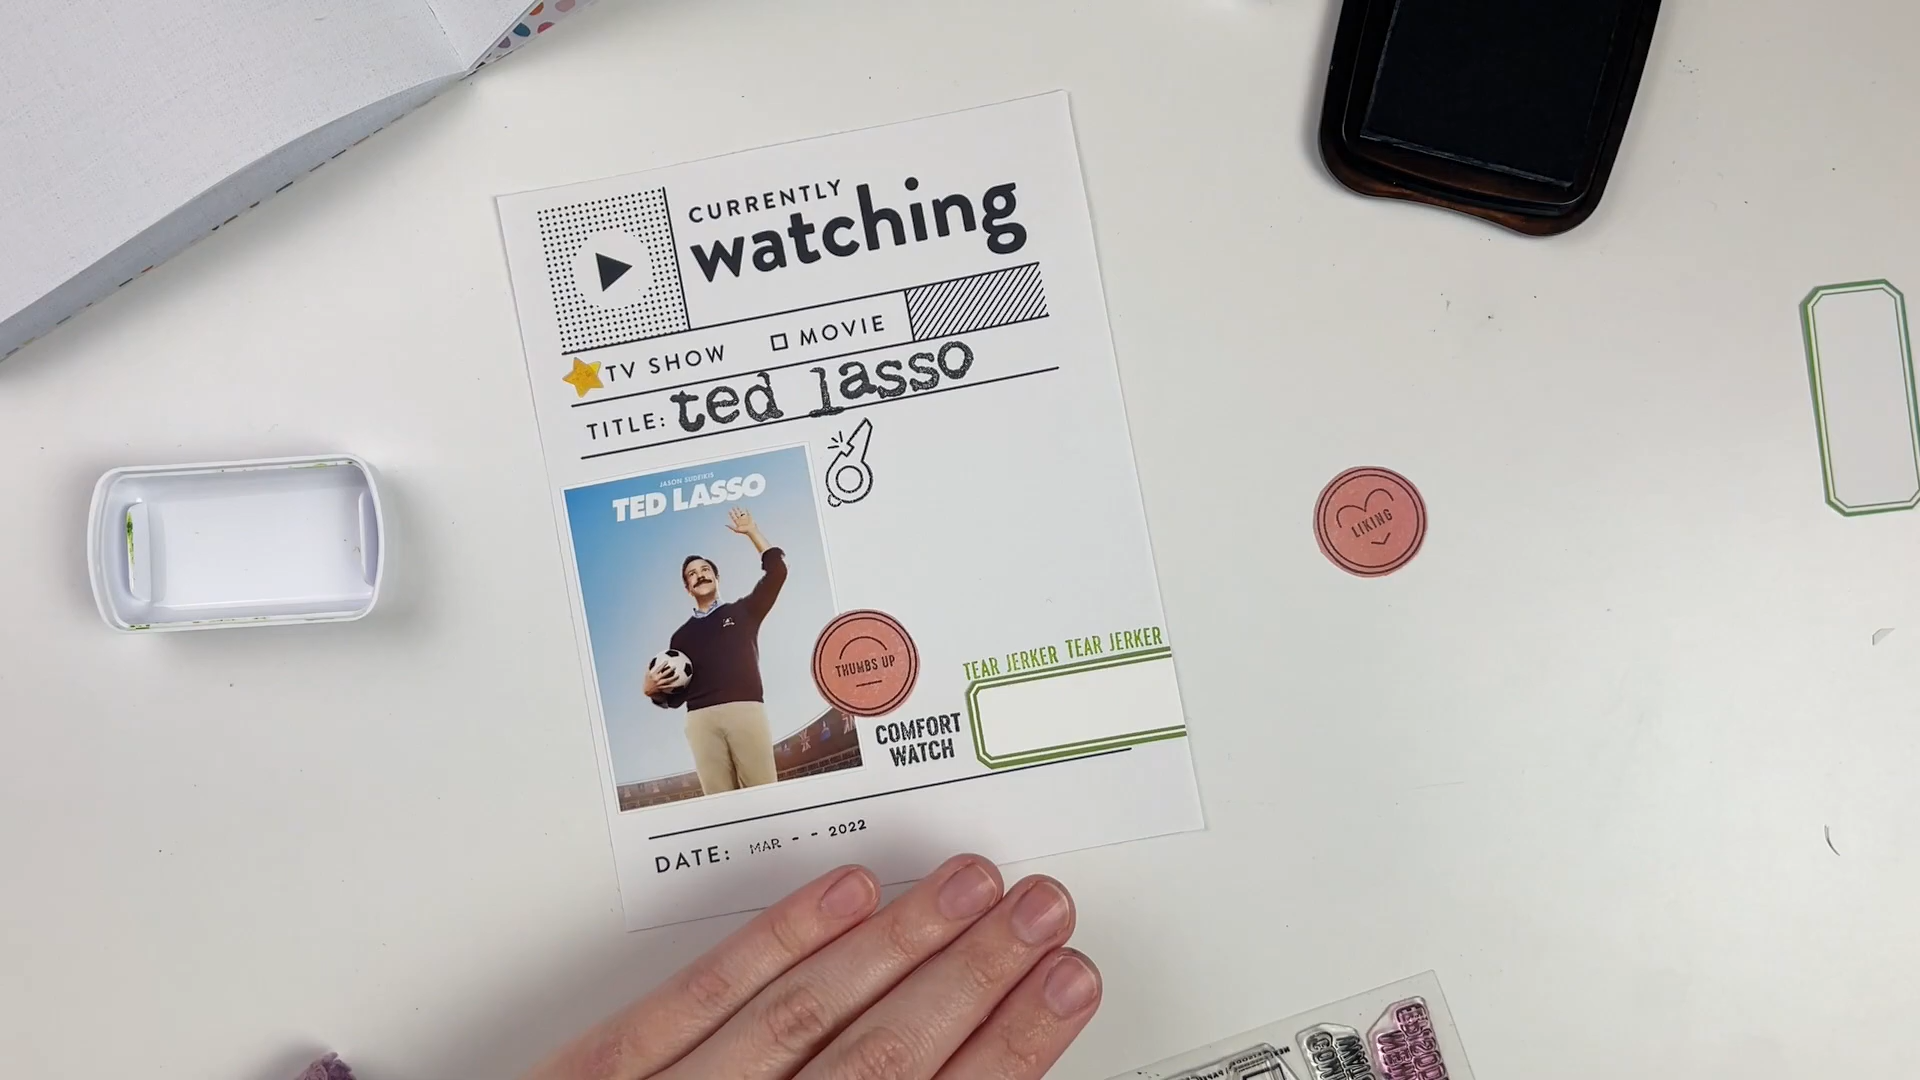 CURRENTLY
watching
TV SHOW
MOVIE
TITLE: ted lasso
JASON SUDEIKIS
TED LASSO
THUMBS UP
LIKING
TEAR JERKER TEAR JERKER
COMFORT
WATCH
DATE: MAR - - 2022